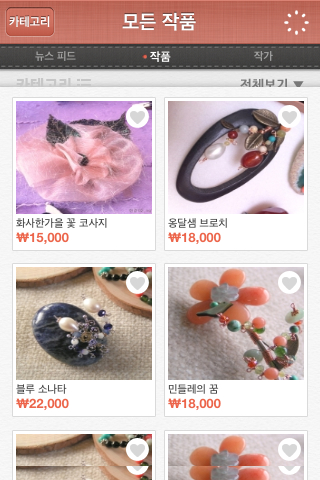 카테고리
모든 작품
뉴스 피드
작품
작가
카테고리
전체보기 ▼
화사한가을 꽃 코사지
₩15,000
옹달샘 브로치
₩18,000
블루 소나타
₩22,000
민들레의 꿈
₩18,000